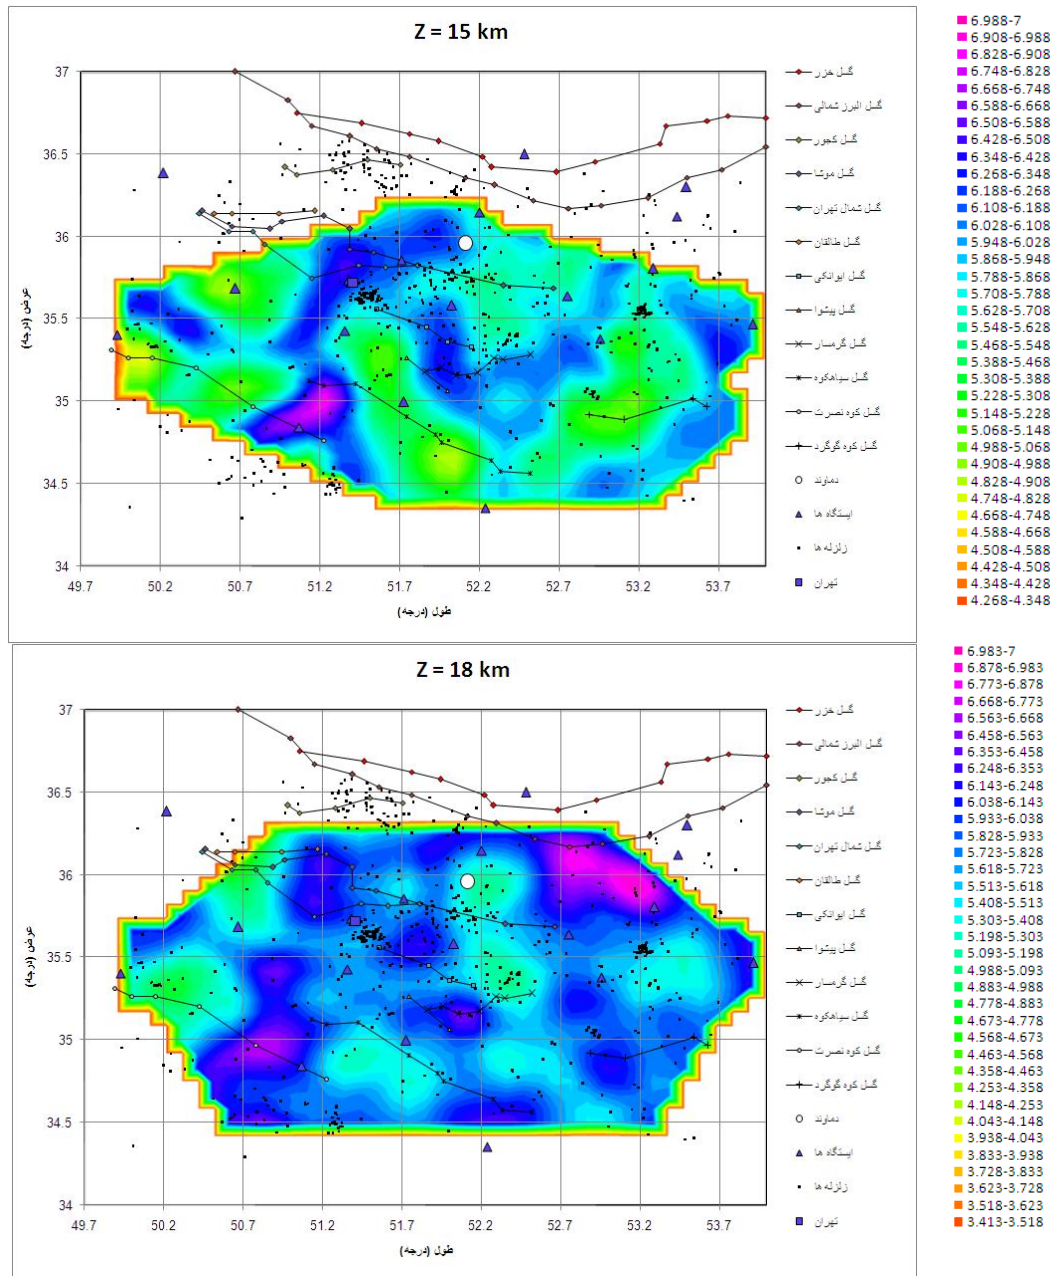 Z = 15 km
37
36.5
36
35.5
35
34.5
34
49.7 50.2 50.7 51.2 51.7 52.2 52.7 53.2 53.7
عرض (درجه)
طول (درجه)
گسل خزر
گسل البرز شمالی
گسل کجور
گسل موشا
گسل شمال تهران
گسل طالقان
گسل ایوانکی
گسل پیشوا
گسل گرمسار
گسل سیاهکوه
گسل کوه نصرت
گسل کوه گوگرد
دماوند
ایستگاه ها
زلزله ها
تهران
6.988-7
6.908-6.988
6.828-6.908
6.748-6.828
6.668-6.748
6.588-6.668
6.508-6.588
6.428-6.508
6.348-6.428
6.268-6.348
6.188-6.268
6.108-6.188
6.028-6.108
5.948-6.028
5.868-5.948
5.788-5.868
5.708-5.788
5.628-5.708
5.548-5.628
5.468-5.548
5.388-5.468
5.308-5.388
5.228-5.308
5.148-5.228
5.068-5.148
4.988-5.068
4.908-4.988
4.828-4.908
4.748-4.828
4.668-4.748
4.588-4.668
4.508-4.588
4.428-4.508
4.348-4.428
4.268-4.348
Z = 18 km
37
36.5
36
35.5
35
34.5
34
49.7 50.2 50.7 51.2 51.7 52.2 52.7 53.2 53.7
عرض (درجه)
طول (درجه)
گسل خزر
گسل البرز شمالی
گسل کجور
گسل موشا
گسل شمال تهران
گسل طالقان
گسل ایوانکی
گسل پیشوا
گسل گرمسار
گسل سیاهکوه
گسل کوه نصرت
گسل کوه گوگرد
دماوند
ایستگاه ها
زلزله ها
تهران
6.983-7
6.878-6.983
6.773-6.878
6.668-6.773
6.563-6.668
6.458-6.563
6.353-6.458
6.248-6.353
6.143-6.248
6.038-6.143
5.933-6.038
5.828-5.933
5.723-5.828
5.618-5.723
5.513-5.618
5.408-5.513
5.303-5.408
5.198-5.303
5.093-5.198
4.988-5.093
4.883-4.988
4.778-4.883
4.673-4.778
4.568-4.673
4.463-4.568
4.358-4.463
4.253-4.358
4.148-4.253
4.043-4.148
3.938-4.043
3.833-3.938
3.728-3.833
3.623-3.728
3.518-3.623
3.413-3.518